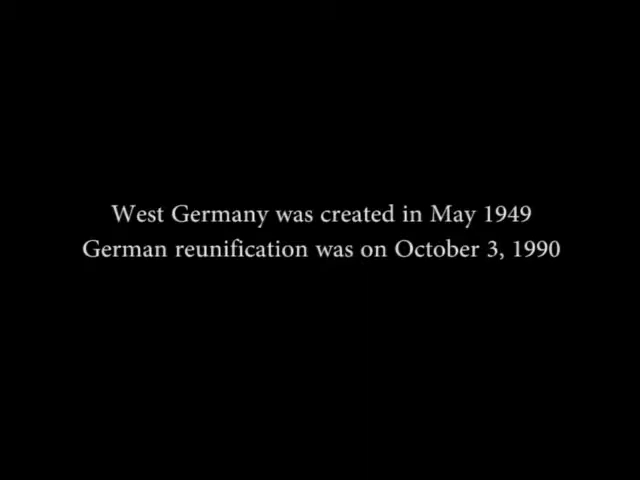 West Germany was created in May 1949
German reunification was on October 3, 1990